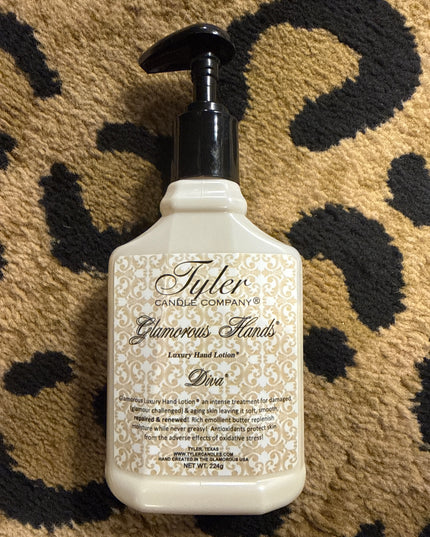 Tyler
CANDLE COMPANY®
Glamorous Hands®
Luxury Hand Lotion®
Diva®
Glamorous Luxury Hand Lotion® an intense treatment for damaged,
glamour challenged! & aging skin leaving it soft, smooth,
repaired & renewed! Rich emollient butter replenish
moisture while never greasy! Antioxidants protect skin
from the adverse effects of oxidative stress!
TYLER, TEXAS ©
WWW.TYLERCANDLES.COM
HAND CREATED IN THE GLAMOROUS USA
NET WT. 224g